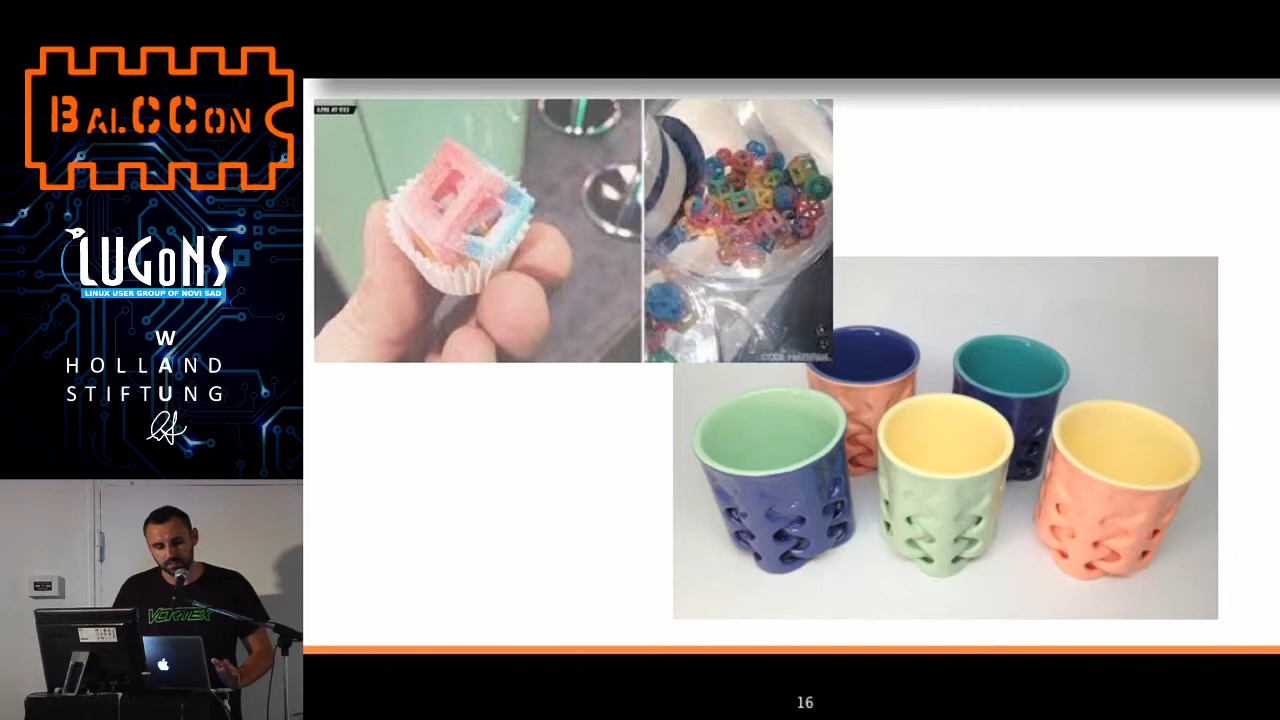 BALCCON
LUGONS
LINUX USER GROUP OF NOVI SAD
W
HOLLAND
STIFTUNG
VORTEX
16